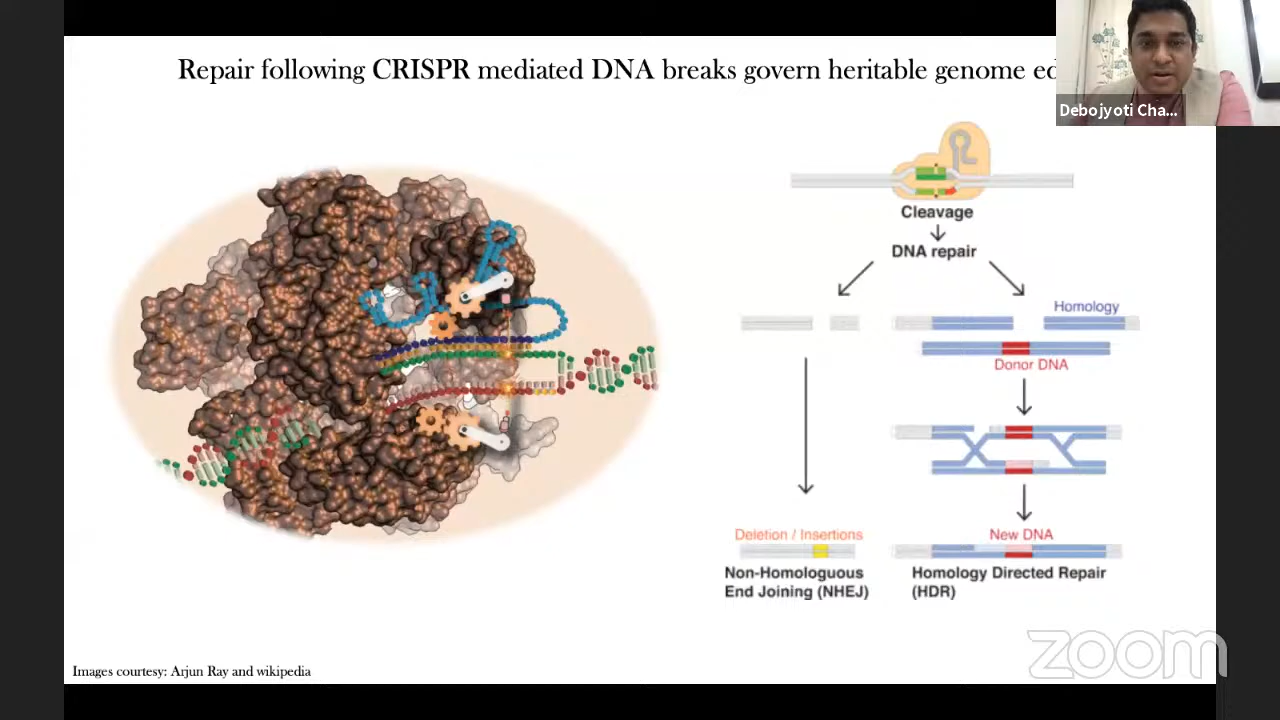 Repair following CRISPR mediated DNA breaks govern heritable genome
Debojyoti Cha...
Cleavage
DNA repair
Homology
Donor DNA
Deletion / Insertions
New DNA
Non-Homologuous
End Joining (NHEJ)
Homology Directed Repair
(HDR)
Images courtesy: Arjun Ray and wikipedia
zoom